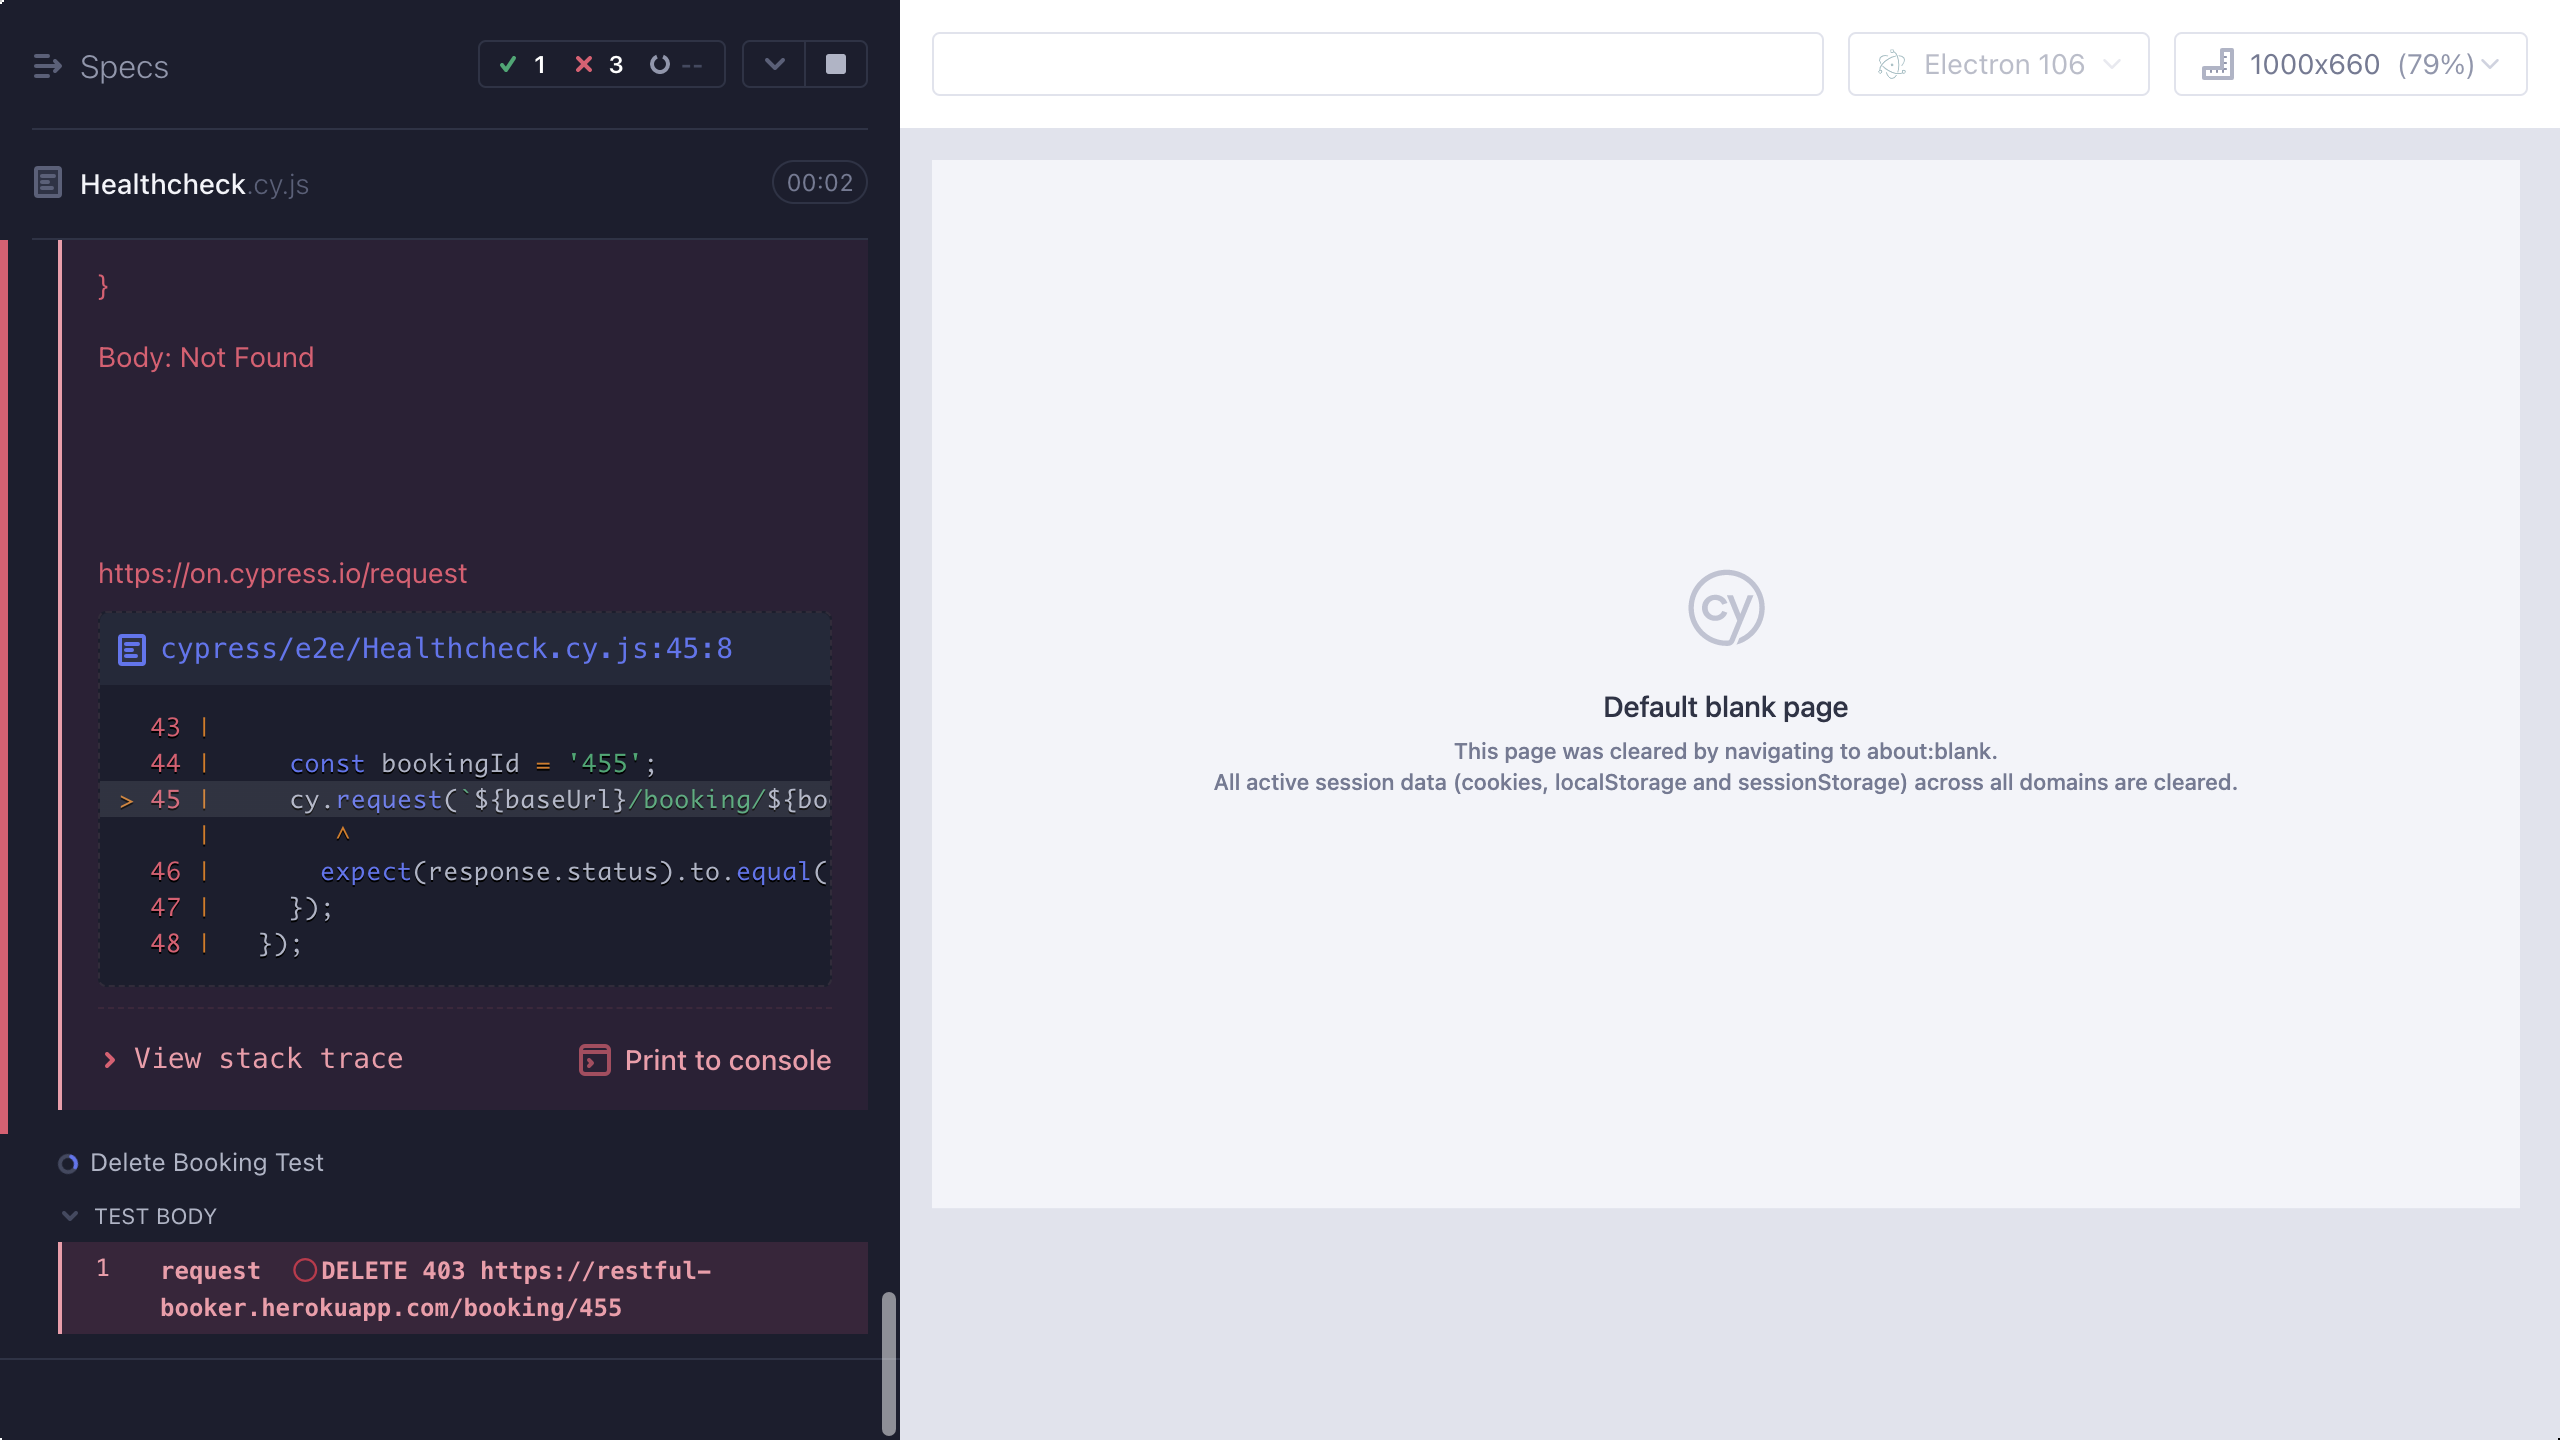 Specs
1 3 --
Healthcheck.cy.js
00:02
}
Body: Not Found
https://on.cypress.io/request
cypress/e2e/Healthcheck.cy.js:45:8
43 |
44 | const bookingId = '455';
> 45 | cy.request(`${baseUrl}/booking/${bo
| ^
46 | expect(response.status).to.equal(
47 | });
48 | });
View stack trace
Print to console
Delete Booking Test
TEST BODY
1 request DELETE 403 https://restful-
booker.herokuapp.com/booking/455
Electron 106
1000x660 (79%)
cy
Default blank page
This page was cleared by navigating to about:blank.
All active session data (cookies, localStorage and sessionStorage) across all domains are cleared.